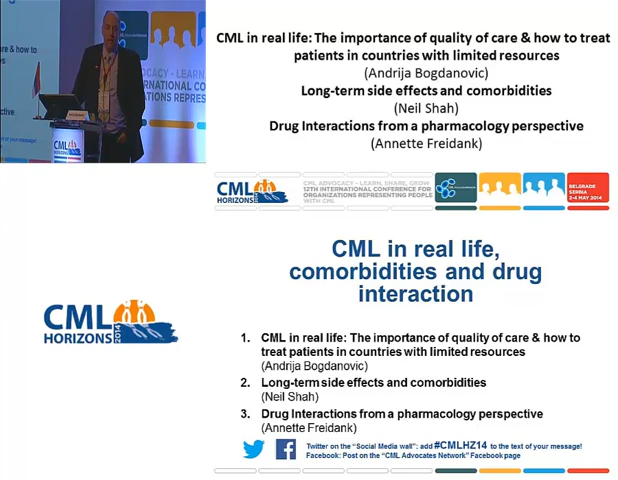 CML in real life: The importance of quality of care & how to treat
patients in countries with limited resources
(Andrija Bogdanovic)
Long-term side effects and comorbidities
(Neil Shah)
Drug Interactions from a pharmacology perspective
(Annette Freidank)
CML
HORIZONS
CML ADVOCACY - LEARN, SHARE, GROW
12TH INTERNATIONAL CONFERENCE FOR
ORGANIZATIONS REPRESENTING PEOPLE
WITH CML
BELGRADE
SERBIA
2-4 MAY 2014
CML in real life,
comorbidities and drug
interaction
CML
HORIZONS
2014
1. CML in real life: The importance of quality of care & how to
treat patients in countries with limited resources
(Andrija Bogdanovic)
2. Long-term side effects and comorbidities
(Neil Shah)
3. Drug Interactions from a pharmacology perspective
(Annette Freidank)
Twitter on the "Social Media wall": add #CMLHZ14 to the text of your message!
Facebook: Post on the "CML Advocates Network" Facebook page